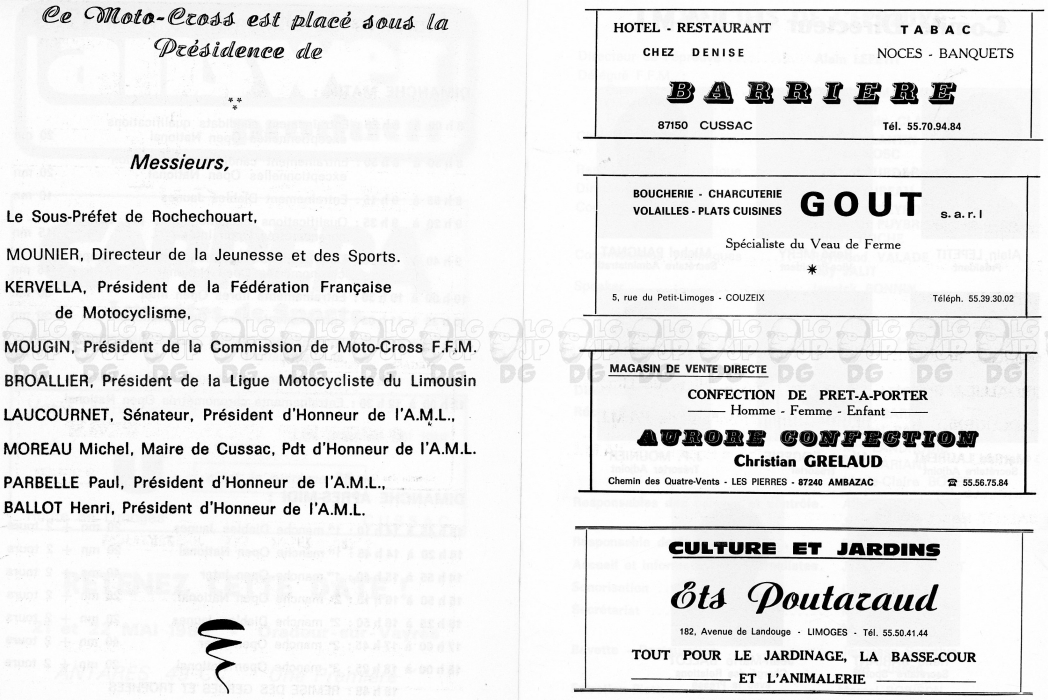 Ce Moto-Cross est placé sous la
Présidence de
***
Messieurs,
Le Sous-Préfet de Rochechouart,
MOUNIER, Directeur de la Jeunesse et des Sports.
KERVELLA, Président de la Fédération Française
de Motocyclisme,
MOUGIN, Président de la Commission de Moto-Cross F.F.M.
BROALLIER, Président de la Ligue Motocycliste du Limousin
LAUCOURNET, Sénateur, Président d'Honneur de l'A.M.L.,
MOREAU Michel, Maire de Cussac, Pdt d'Honneur de l'A.M.L.
PARBELLE Paul, Président d'Honneur de l'A.M.L.,
BALLOT Henri, Président d'Honneur de l'A.M.L.
HOTEL - RESTAURANT TABAC
CHEZ DENISE NOCES - BANQUETS
BARRIERE
87150 CUSSAC Tél. 55.70.94.84
BOUCHERIE - CHARCUTERIE
VOLAILLES - PLATS CUISINES
GOUT s.a.r.l
Spécialiste du Veau de Ferme
*
5, rue du Petit-Limoges - COUZEIX Téléph. 55.39.30.02
MAGASIN DE VENTE DIRECTE
CONFECTION DE PRET-A-PORTER
Homme - Femme - Enfant
AURORE CONFECTION
Christian GRELAUD
Chemin des Quatre-Vents - LES PIERRES - 87240 AMBAZAC ☎ 55.56.75.84
CULTURE ET JARDINS
Ets Poutaraud
182, Avenue de Landouge - LIMOGES - Tél. 55.50.41.44
TOUT POUR LE JARDINAGE, LA BASSE-COUR
ET L'ANIMALERIE